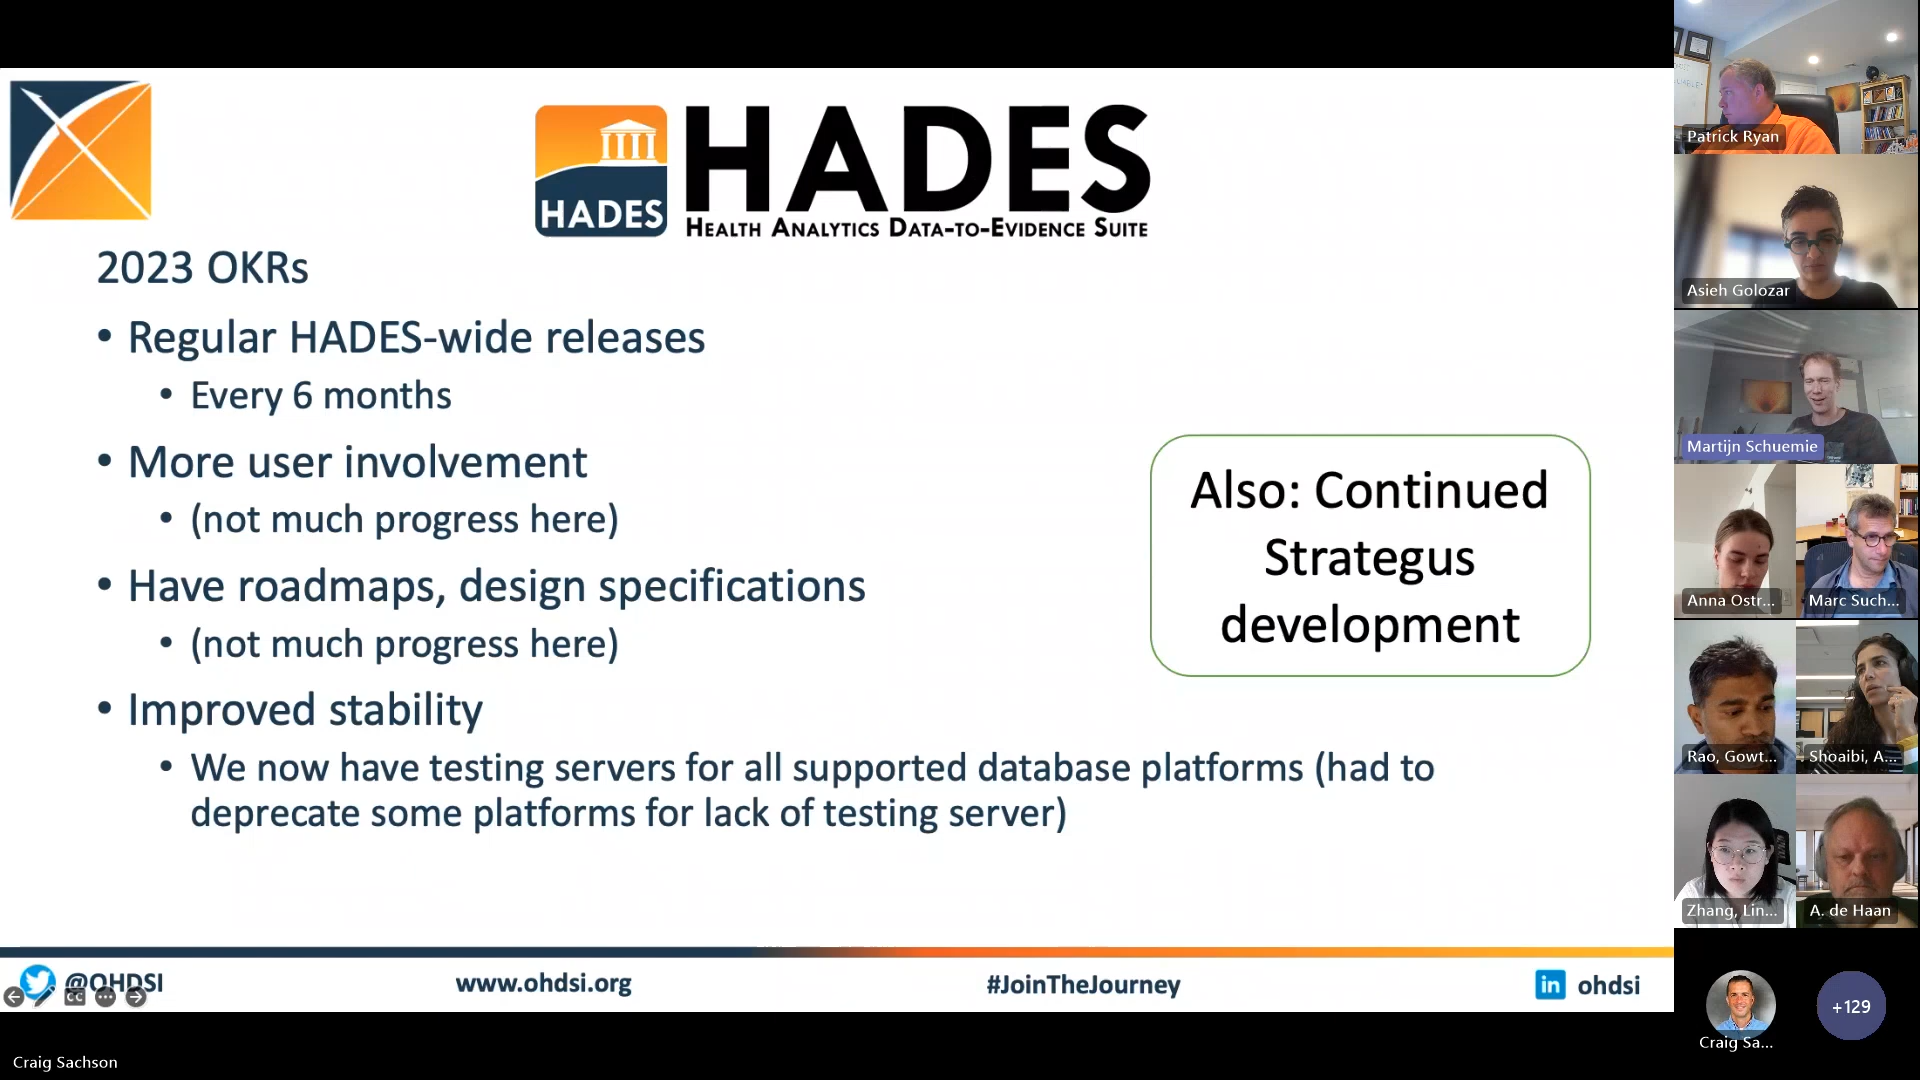 HADES
HADES
Health Analytics Data-to-Evidence Suite
2023 OKRs
• Regular HADES-wide releases
• Every 6 months
• More user involvement
• (not much progress here)
• Have roadmaps, design specifications
• (not much progress here)
• Improved stability
• We now have testing servers for all supported database platforms (had to
deprecate some platforms for lack of testing server)
Also: Continued
Strategus
development
@OHDSI
www.ohdsi.org
#JoinTheJourney
in
ohdsi
CC
Craig Sachson
Patrick Ryan
Asieh Golozar
Martijn Schuemie
Anna Ostr...
Marc Such...
Rao, Gowt...
Shoaibi, A...
Zhang, Lin...
A. de Haan
Craig Sa...
+129